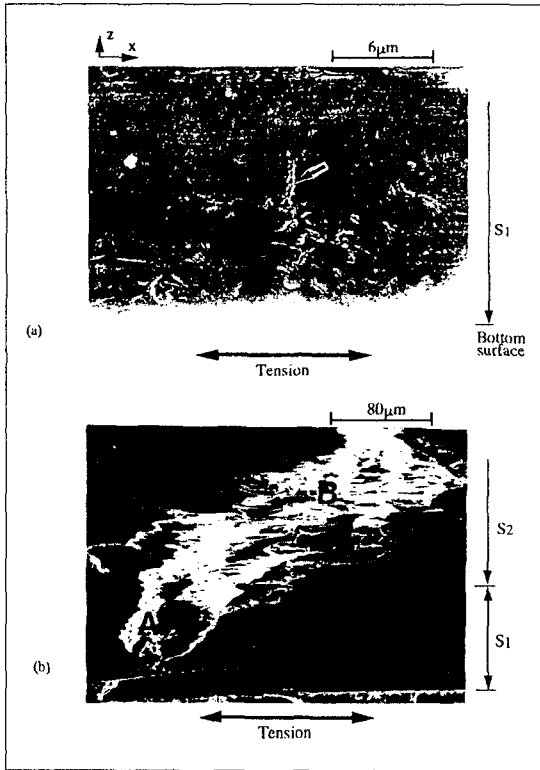 z
x
6μm
S1
(a)
Bottom
surface
Tension
80μm
B
S2
A
S1
(b)
Tension